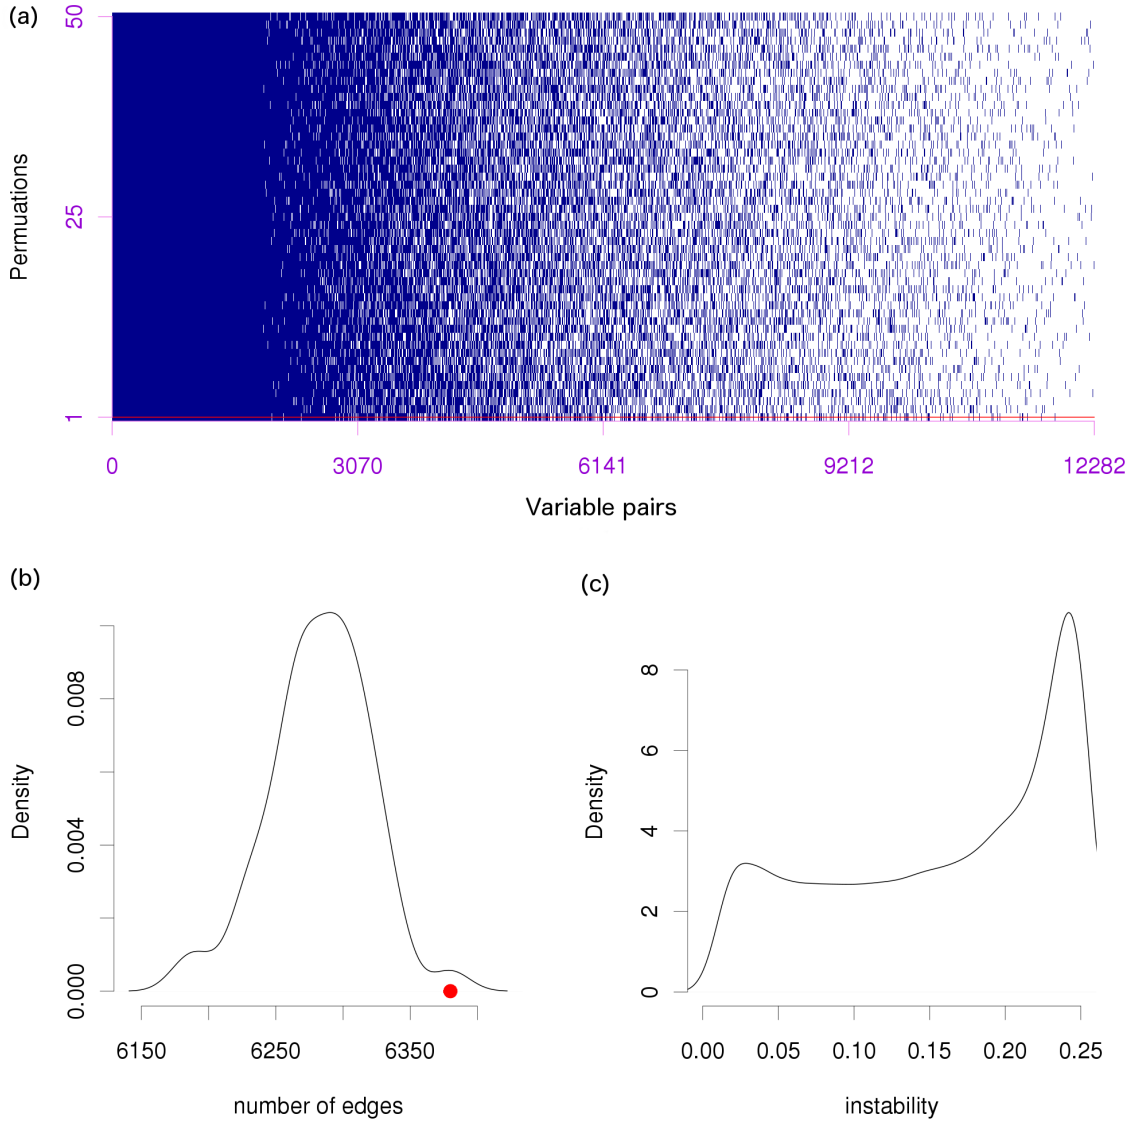 (a)
50
25
1
Permuations
0 3070 6141 9212 12282
Variable pairs
(b)
0.008
0.004
0.000
Density
6150 6250 6350
number of edges
(c)
8
6
4
2
0
Density
0.00 0.05 0.10 0.15 0.20 0.25
instability